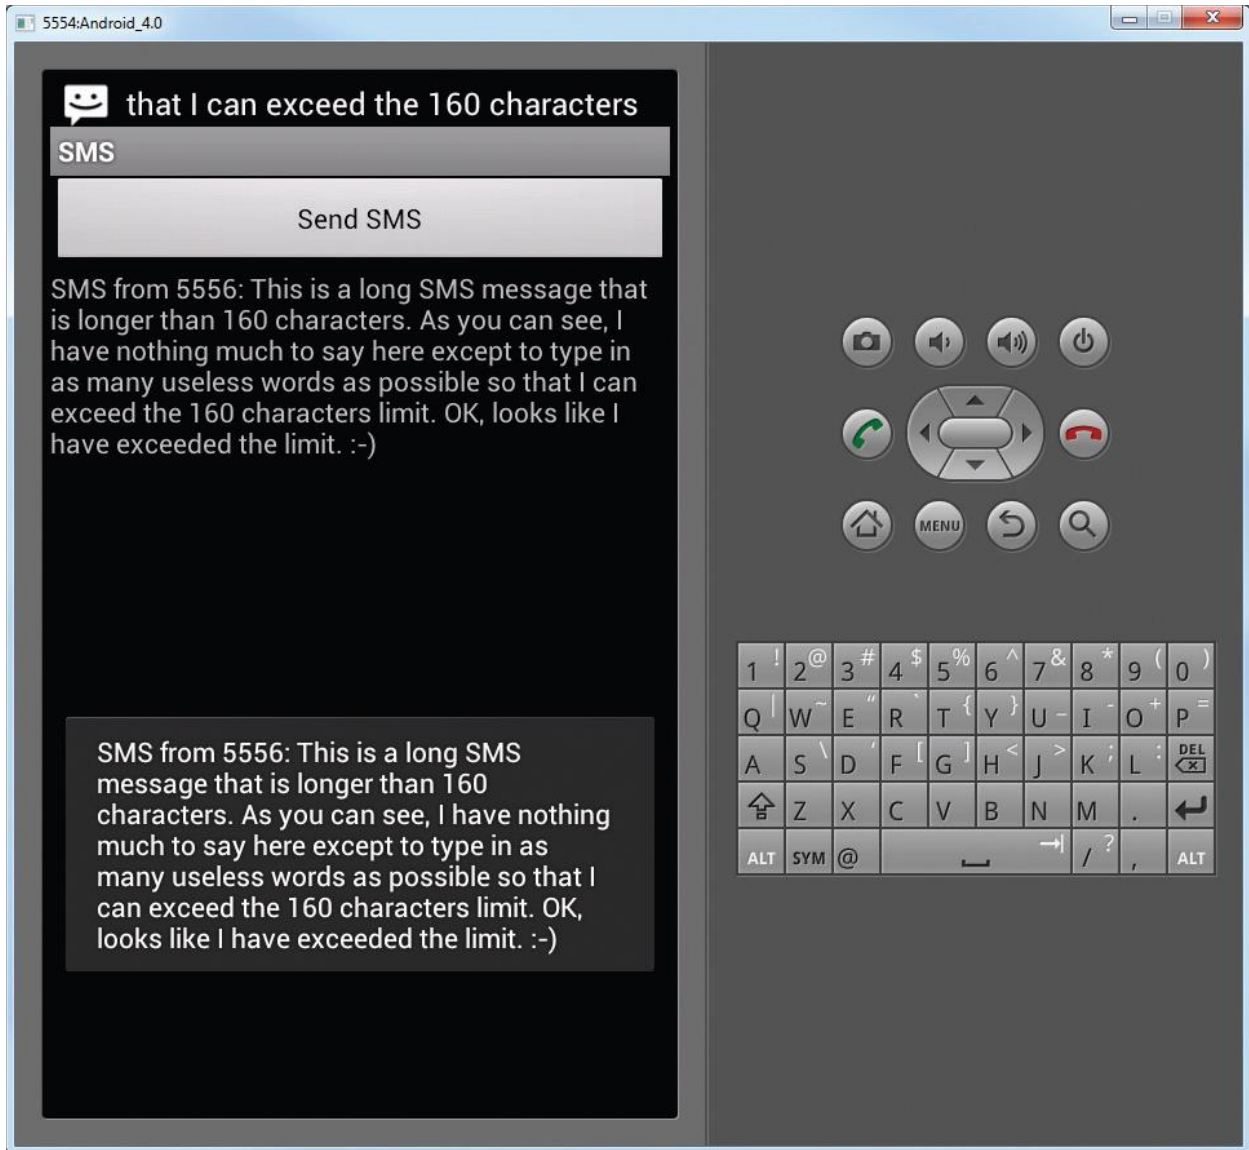 5554:Android_4.0
that I can exceed the 160 characters
SMS
Send SMS
SMS from 5556: This is a long SMS message that
is longer than 160 characters. As you can see, I
have nothing much to say here except to type in
as many useless words as possible so that I can
exceed the 160 characters limit. OK, looks like I
have exceeded the limit. :-)
SMS from 5556: This is a long SMS
message that is longer than 160
characters. As you can see, I have nothing
much to say here except to type in as
many useless words as possible so that I
can exceed the 160 characters limit. OK,
looks like I have exceeded the limit. :-)
MENU
1 ! 2 @ 3 # 4 $ 5 % 6 ^ 7 & 8 * 9 ( 0 )
Q | W ~ E " R ` T { Y } U _ I - O + P =
A S \ D ' F [ G ] H < J > K ; L : DEL
Z X C V B N M .
ALT SYM @ / ? , ALT